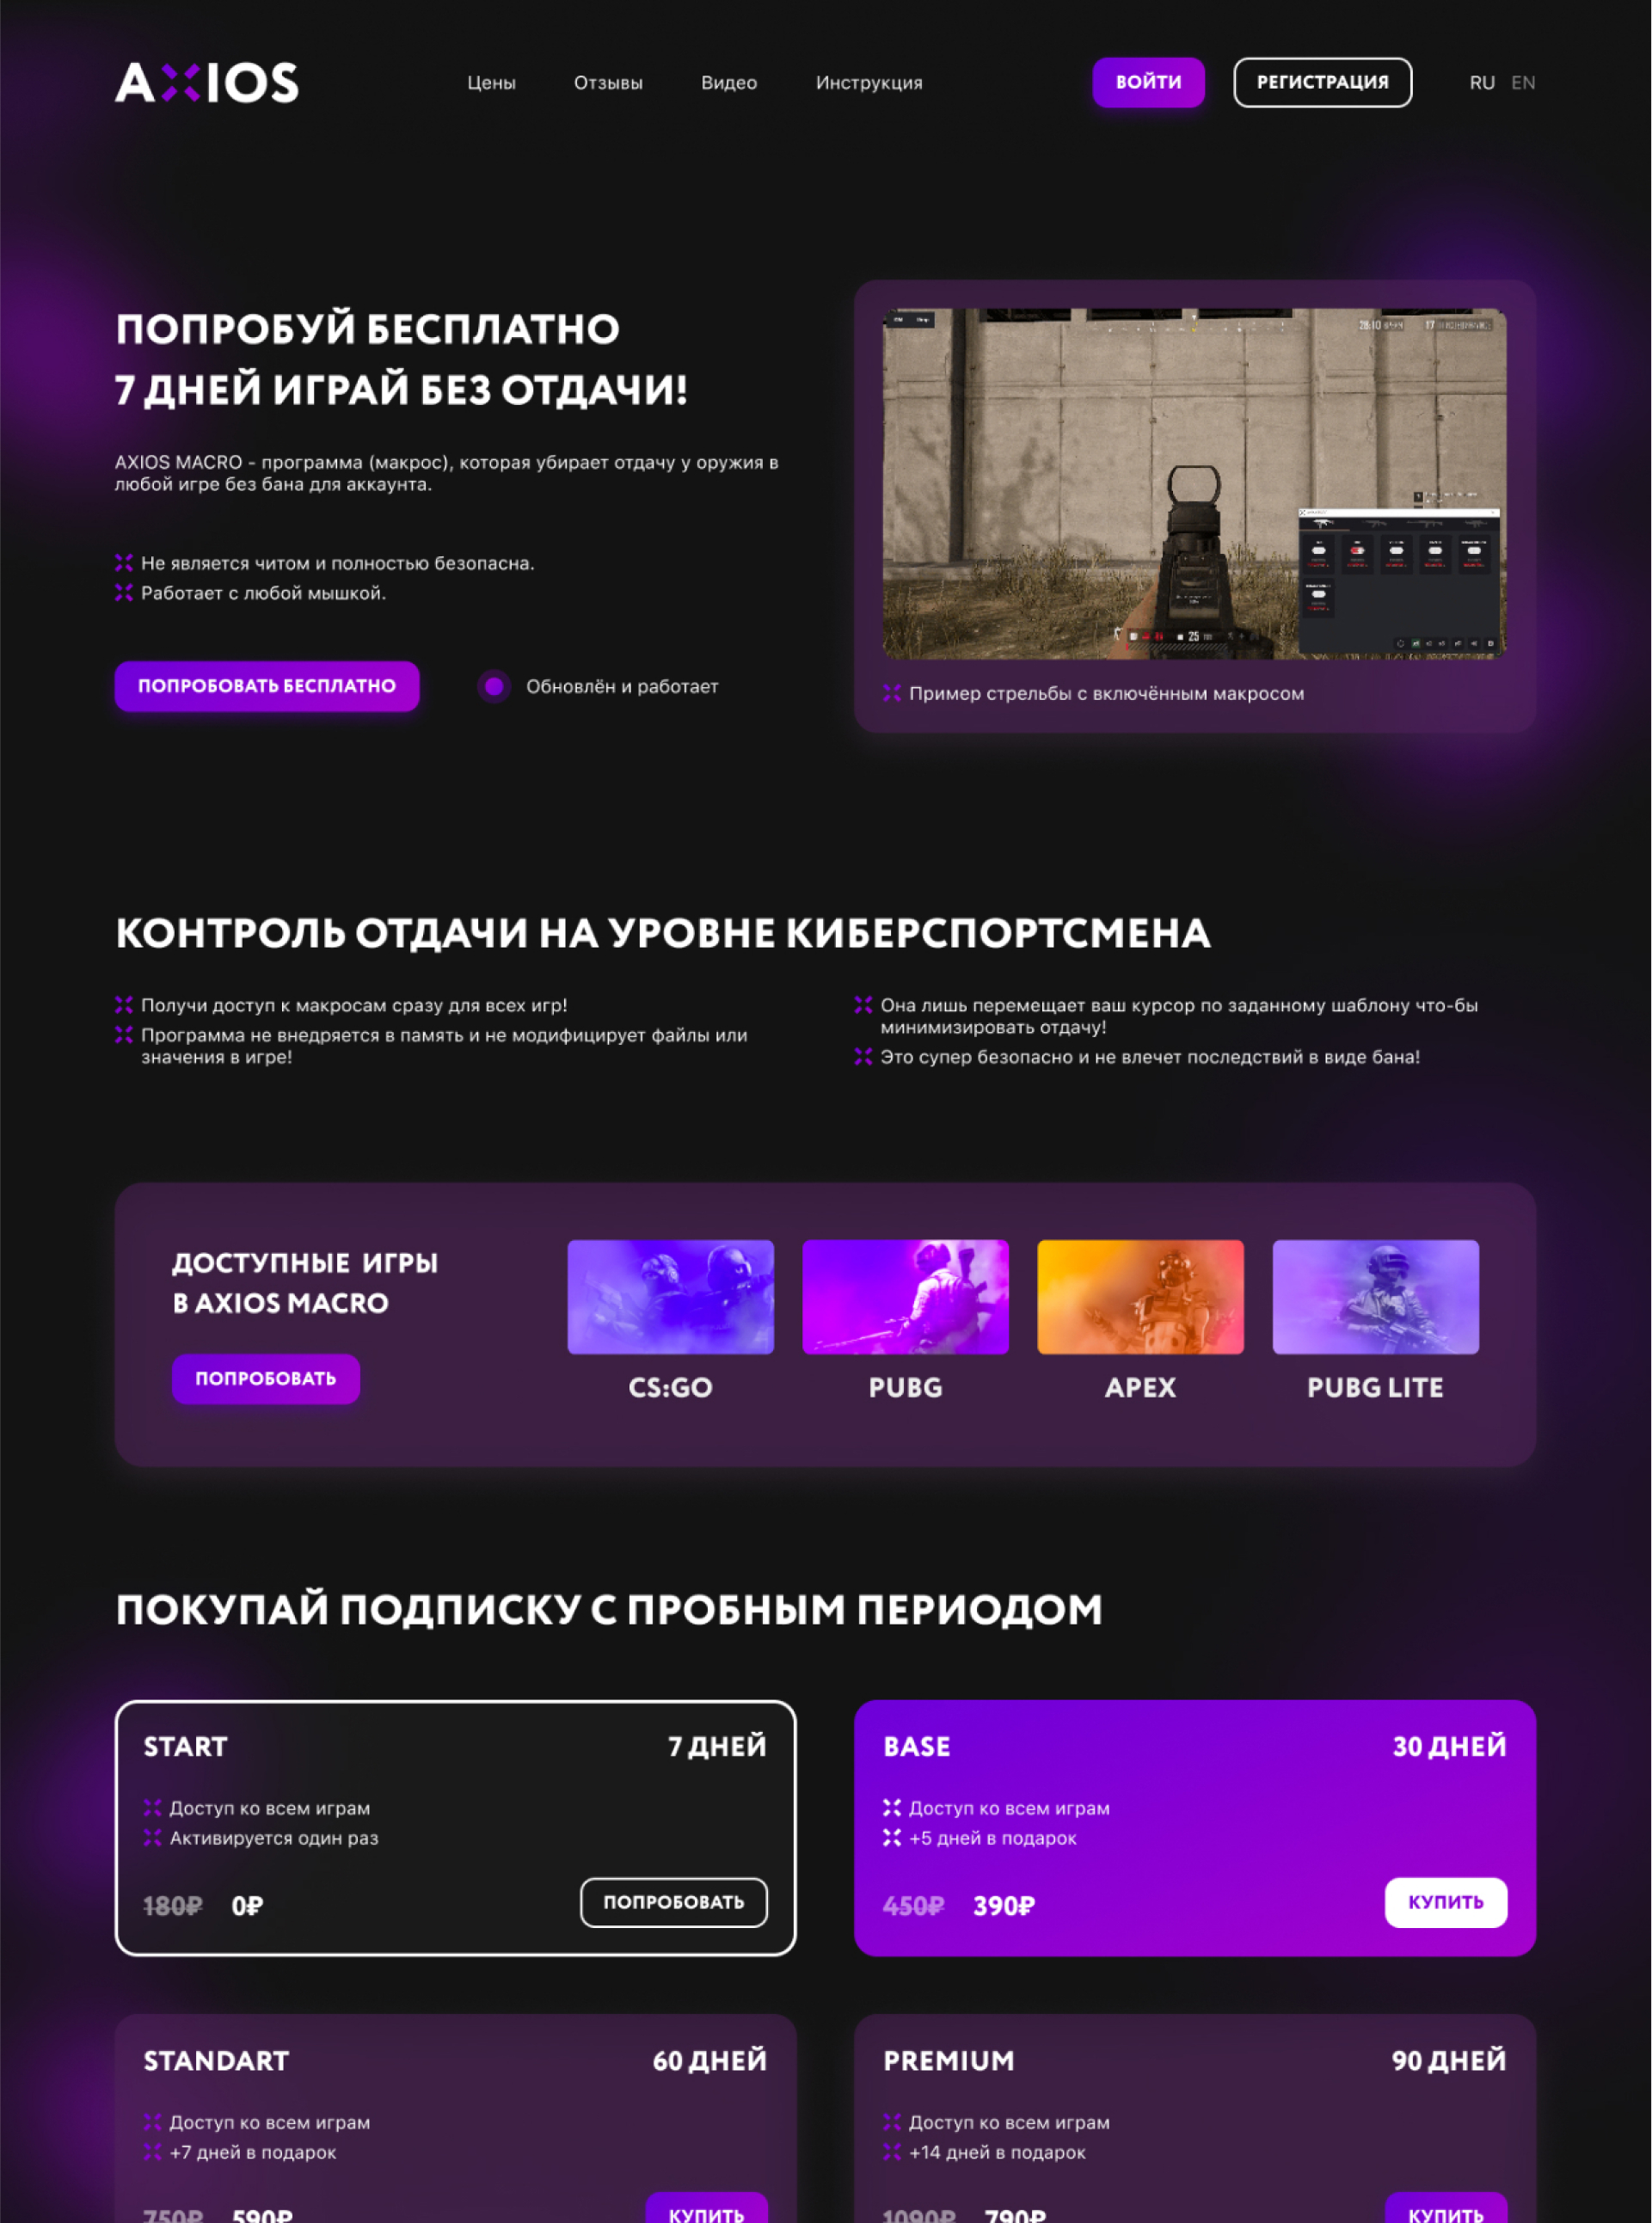 AXIOS
Цены Отзывы Видео Инструкция
ВОЙТИ
РЕГИСТРАЦИЯ
RU EN
ПОПРОБУЙ БЕСПЛАТНО
7 ДНЕЙ ИГРАЙ БЕЗ ОТДАЧИ!
AXIOS MACRO - программа (макрос), которая убирает отдачу у оружия в
любой игре без бана для аккаунта.
Не является читом и полностью безопасна.
Работает с любой мышкой.
ПОПРОБОВАТЬ БЕСПЛАТНО
Обновлён и работает
25
Пример стрельбы с включённым макросом
КОНТРОЛЬ ОТДАЧИ НА УРОВНЕ КИБЕРСПОРТСМЕНА
Получи доступ к макросам сразу для всех игр!
Программа не внедряется в память и не модифицирует файлы или
значения в игре!
Она лишь перемещает ваш курсор по заданному шаблону что-бы
минимизировать отдачу!
Это супер безопасно и не влечет последствий в виде бана!
ДОСТУПНЫЕ ИГРЫ
В AXIOS MACRO
ПОПРОБОВАТЬ
CS:GO
PUBG
APEX
PUBG LITE
ПОКУПАЙ ПОДПИСКУ С ПРОБНЫМ ПЕРИОДОМ
START 7 ДНЕЙ
Доступ ко всем играм
Активируется один раз
180₽ 0₽
ПОПРОБОВАТЬ
BASE 30 ДНЕЙ
Доступ ко всем играм
+5 дней в подарок
450₽ 390₽
КУПИТЬ
STANDART 60 ДНЕЙ
Доступ ко всем играм
+7 дней в подарок
750₽ 590₽
КУПИТЬ
PREMIUM 90 ДНЕЙ
Доступ ко всем играм
+14 дней в подарок
1090₽ 790₽
КУПИТЬ